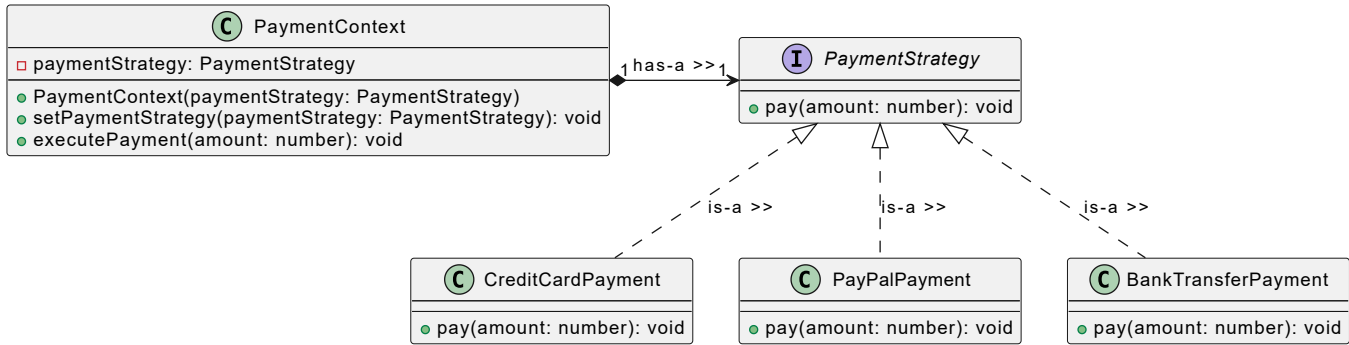 C PaymentContext
paymentStrategy: PaymentStrategy
PaymentContext(paymentStrategy: PaymentStrategy)
setPaymentStrategy(paymentStrategy: PaymentStrategy): void
executePayment(amount: number): void
1 has-a >> 1
I PaymentStrategy
pay(amount: number): void
is-a >>
is-a >>
is-a >>
C CreditCardPayment
pay(amount: number): void
C PayPalPayment
pay(amount: number): void
C BankTransferPayment
pay(amount: number): void